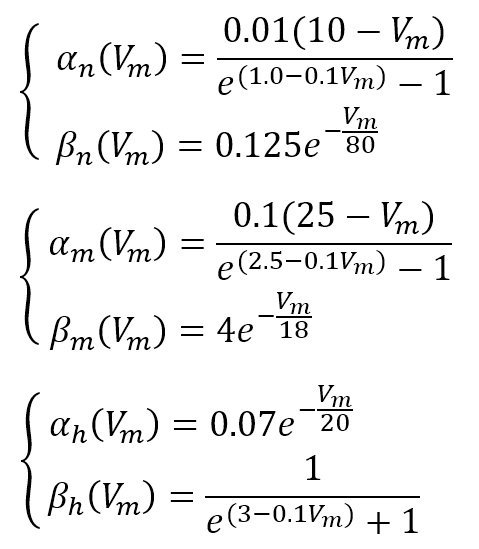 αₙ(Vₘ) = 0.01(10 − Vₘ) / e^(1.0−0.1Vₘ) − 1
βₙ(Vₘ) = 0.125e^−Vₘ/80
αₘ(Vₘ) = 0.1(25 − Vₘ) / e^(2.5−0.1Vₘ) − 1
βₘ(Vₘ) = 4e^−Vₘ/18
αₕ(Vₘ) = 0.07e^−Vₘ/20
βₕ(Vₘ) = 1 / e^(3−0.1Vₘ) + 1